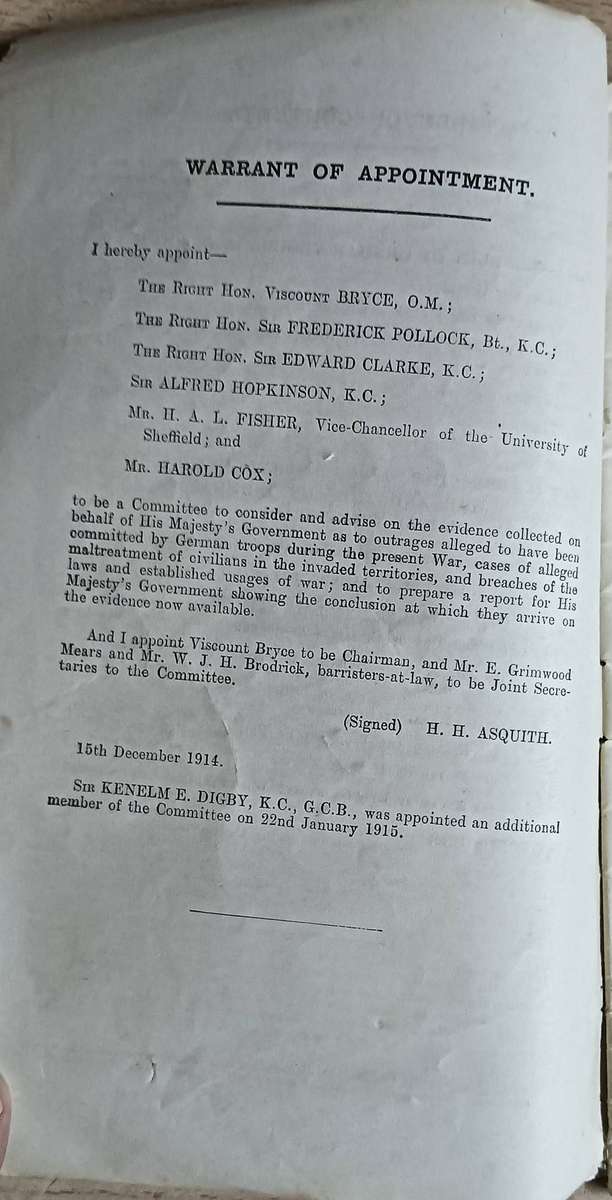 WARRANT OF APPOINTMENT.
I hereby appoint—
THE RIGHT HON. VISCOUNT BRYCE, O.M.;
THE RIGHT HON. SIR FREDERICK POLLOCK, Bt., K.C.;
THE RIGHT HON. SIR EDWARD CLARKE, K.C.;
SIR ALFRED HOPKINSON, K.C.;
MR. H. A. L. FISHER, Vice-Chancellor of the University of
Sheffield; and
MR. HAROLD COX;
to be a Committee to consider and advise on the evidence collected on
behalf of His Majesty's Government as to outrages alleged to have been
committed by German troops during the present War, cases of alleged
maltreatment of civilians in the invaded territories, and breaches of the
laws and established usages of war; and to prepare a report for His
Majesty's Government showing the conclusion at which they arrive on
the evidence now available.
And I appoint Viscount Bryce to be Chairman, and Mr. E. Grimwood
Mears and Mr. W. J. H. Brodrick, barristers-at-law, to be Joint Secre-
taries to the Committee.
(Signed) H. H. ASQUITH.
15th December 1914.
SIR KENELM E. DIGBY, K.C., G.C.B., was appointed an additional
member of the Committee on 22nd January 1915.